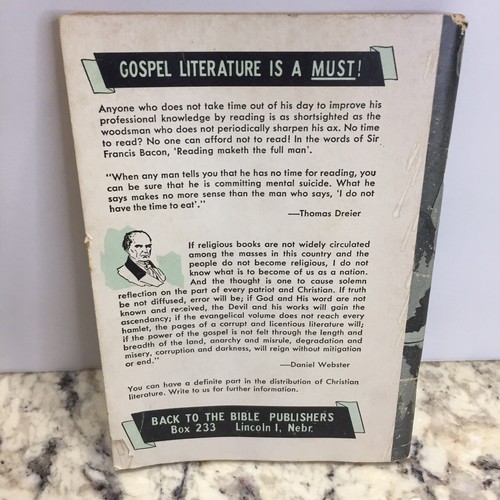 GOSPEL LITERATURE IS A MUST!
Anyone who does not take time out of his day to improve his
professional knowledge by reading is as shortsighted as the
woodsman who does not periodically sharpen his ax. No time
to read? No one can afford not to read! In the words of Sir
Francis Bacon, 'Reading maketh the full man'.
"When any man tells you that he has no time for reading, you
can be sure that he is committing mental suicide. What he
says makes no more sense than the man who says, 'I do not
have the time to eat'."
—Thomas Dreier
If religious books are not widely circulated
among the masses in this country and the
people do not become religious, I do not
know what is to become of us as a nation.
And the thought is one to cause solemn
reflection on the part of every patriot and Christian. If truth
be not diffused, error will be; if God and His word are not
known and received, the Devil and his works will gain the
ascendancy; if the evangelical volume does not reach every
hamlet, the pages of a corrupt and licentious literature will;
if the power of the gospel is not felt through the length and
breadth of the land, anarchy and misrule, degradation and
misery, corruption and darkness, will reign without mitigation
or end."
—Daniel Webster
You can have a definite part in the distribution of Christian
literature. Write to us for further information.
BACK TO THE BIBLE PUBLISHERS
Box 233 Lincoln 1, Nebr.